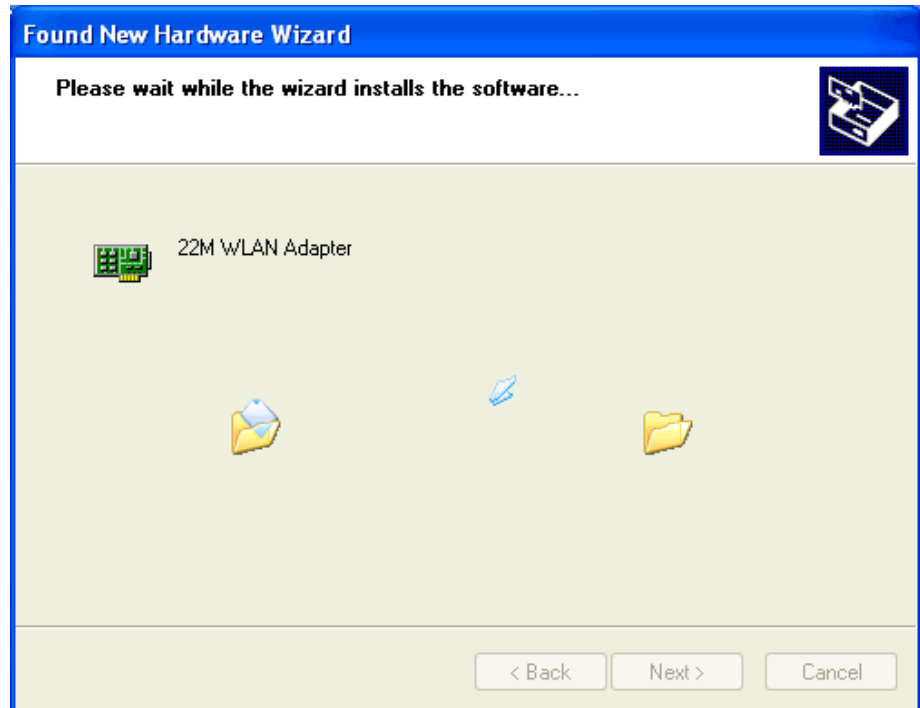 Found New Hardware Wizard
Please wait while the wizard installs the software...
22M WLAN Adapter
< Back Next > Cancel